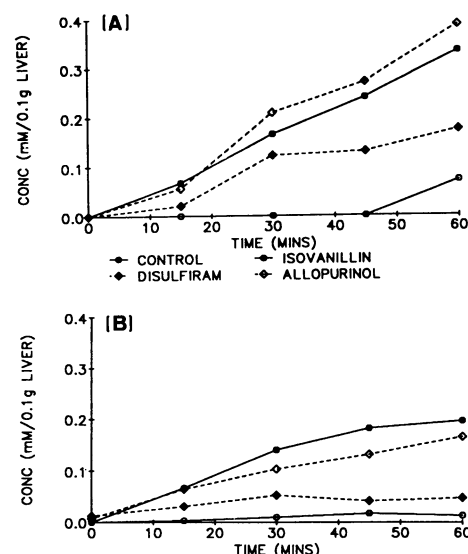 [A]
0.4
0.3
0.2
0.1
0.0
CONC (mM/0.1g LIVER)
0 10 20 30 40 50 60
TIME (MINS)
CONTROL ISOVANILLIN
DISULFIRAM ALLOPURINOL
[B]
0.4
0.3
0.2
0.1
0.0
CONC (mM/0.1g LIVER)
0 10 20 30 40 50 60
TIME (MINS)